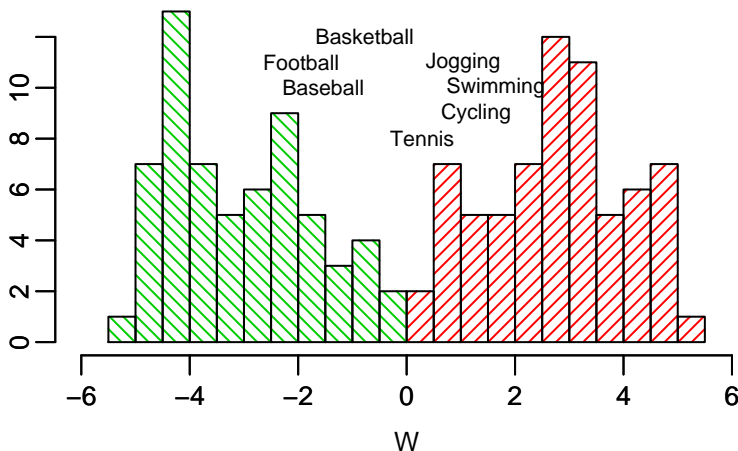 Basketball
Football
Jogging
Baseball
Swimming
Cycling
Tennis
0 2 4 6 8 10
−6 −4 −2 0 2 4 6
W